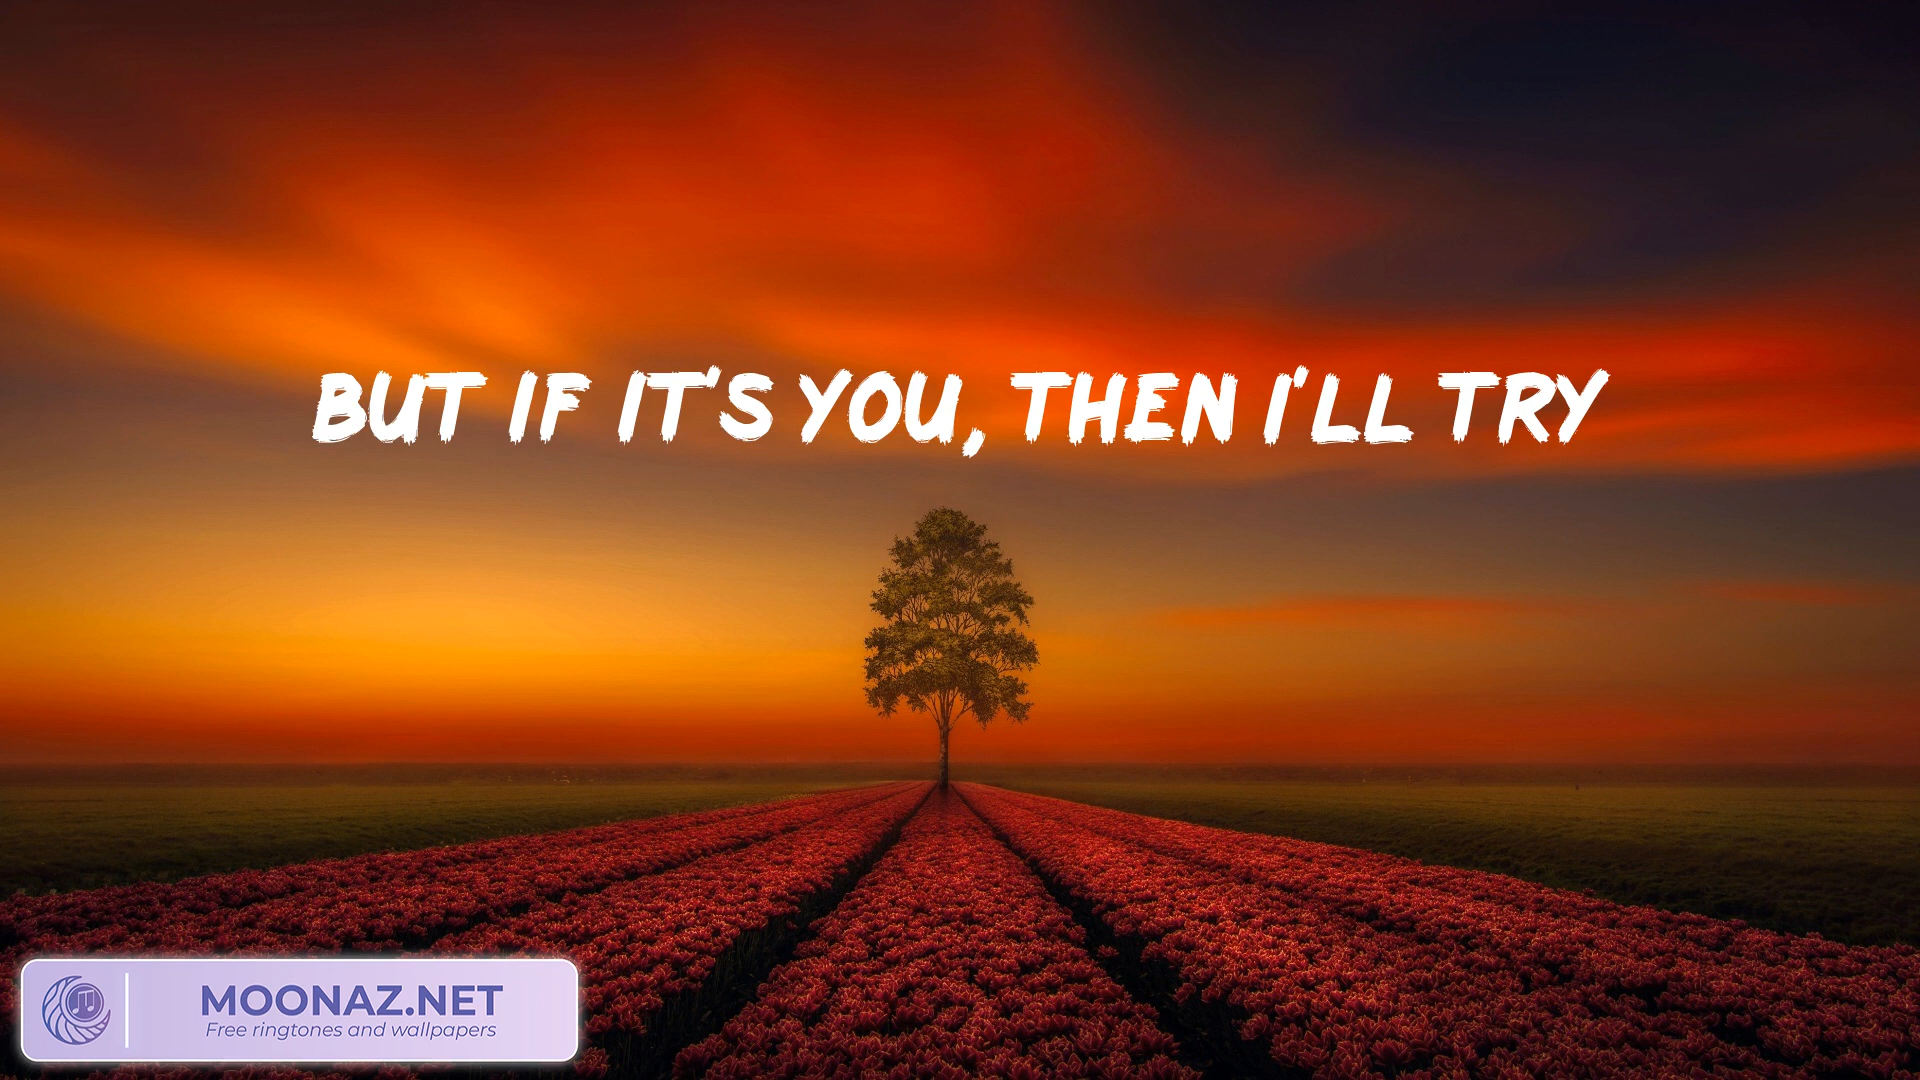 BUT IF IT'S YOU, THEN I'LL TRY
MOONAZ.NET
Free ringtones and wallpapers